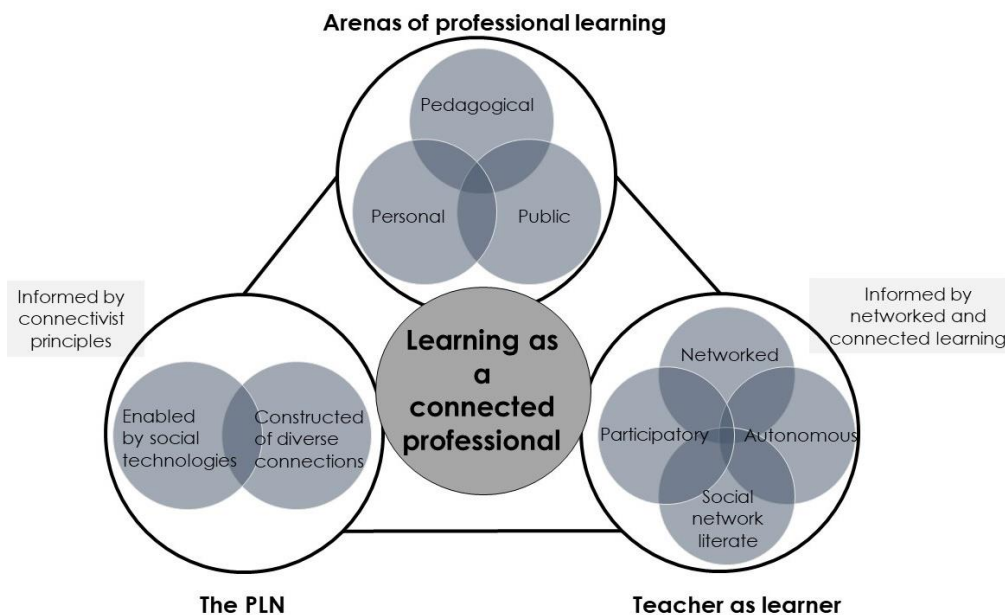 Arenas of professional learning
Pedagogical
Personal
Public
Informed by
connectivist
principles
Informed by
networked and
connected learning
Learning as
a
connected
professional
Enabled
by social
technologies
Constructed
of diverse
connections
Networked
Participatory
Autonomous
Social
network
literate
The PLN
Teacher as learner